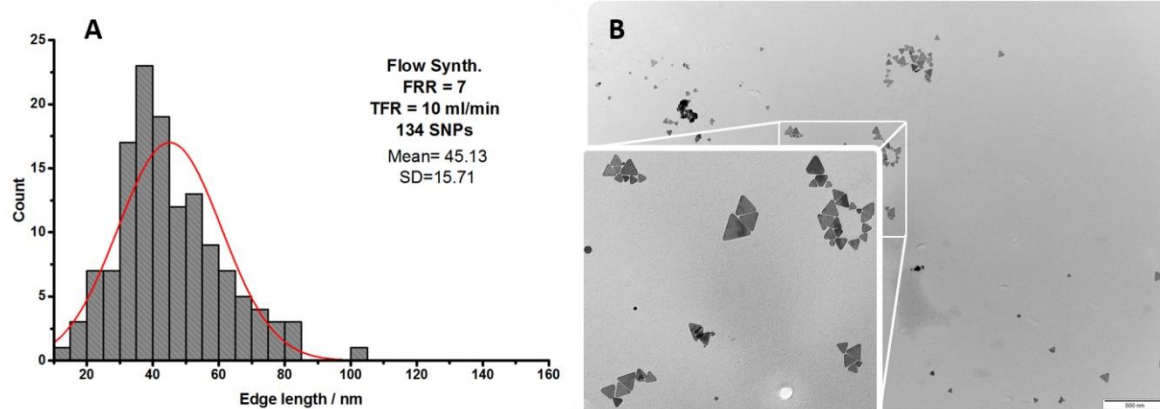 A
Flow Synth.
FRR = 7
TFR = 10 ml/min
134 SNPs
Mean= 45.13
SD=15.71
Count
25
20
15
10
5
0
20 40 60 80 100 120 140 160
Edge length / nm
B
500 nm